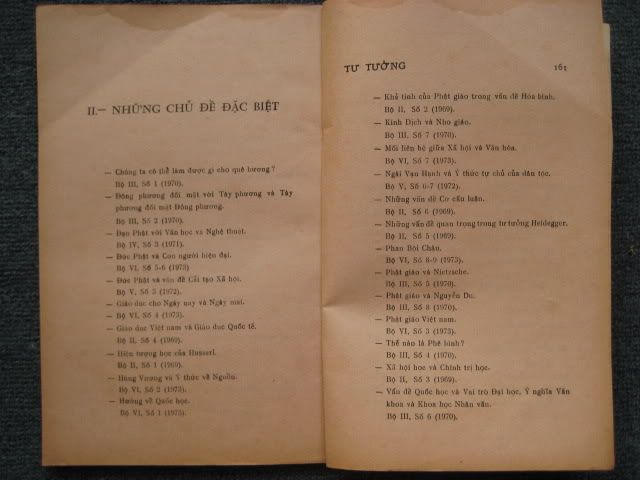 II.— NHỮNG CHỦ ĐỀ ĐẶC BIỆT
— Chúng ta có thể làm được gì cho quê hương?
Bộ III, Số 1 (1970).
— Đông phương đối mặt với Tây phương và Tây
phương đối mặt Đông phương.
Bộ III, Số 2 (1970).
— Đạo Phật với Văn học và Nghệ thuật.
Bộ IV, Số 3 (1971).
— Đức Phật và Con người hiện đại.
Bộ VI, Số 5-6 (1973)
— Đức Phật và vấn đề Cải tạo Xã hội.
Bộ V, Số 3 (1972).
— Giáo dục cho Ngày nay và Ngày mai.
Bộ VI, Số 4 (1973).
— Giáo dục Việt nam và Giáo dục Quốc tế.
Bộ II, Số 4 (1969).
— Hiện tượng học của Husserl.
Bộ II, Số 1 (1969).
— Hùng Vương và Ý thức về Nguồn.
Bộ VI, Số 2 (1973).
— Hướng về Quốc học.
Bộ VI, Số 1 (1973).
TƯ TƯỞNG 161
— Khổ tính của Phật giáo trong vấn đề Hòa bình.
Bộ II, Số 2 (1969).
— Kinh Dịch và Nho giáo.
Bộ III, Số 7 (1970).
— Mối liên hệ giữa Xã hội và Văn hóa.
Bộ VI, Số 7 (1973).
— Ngài Vạn Hạnh và Ý thức tự chủ của dân tộc.
Bộ V, Số 6-7 (1972).
— Những vấn đề Cơ cấu luận.
Bộ II, Số 6 (1969).
— Những vấn đề quan trọng trong tư tưởng Heidegger.
Bộ II, Số 5 (1969).
— Phan Bội Châu.
Bộ VI, Số 8-9 (1973).
— Phật giáo và Nietzsche.
Bộ III, Số 5 (1970).
— Phật giáo và Nguyễn Du.
Bộ III, Số 8 (1970).
— Phật giáo Việt nam.
Bộ VI, Số 3 (1973).
— Thế nào là Phê bình?
Bộ III, Số 4 (1970).
— Xã hội học và Chính trị học.
Bộ II, Số 3 (1969).
— Vấn đề Quốc học và Vai trò Đại học, Ý nghĩa Văn
khoa và Khoa học Nhân văn.
Bộ III, Số 6 (1970).